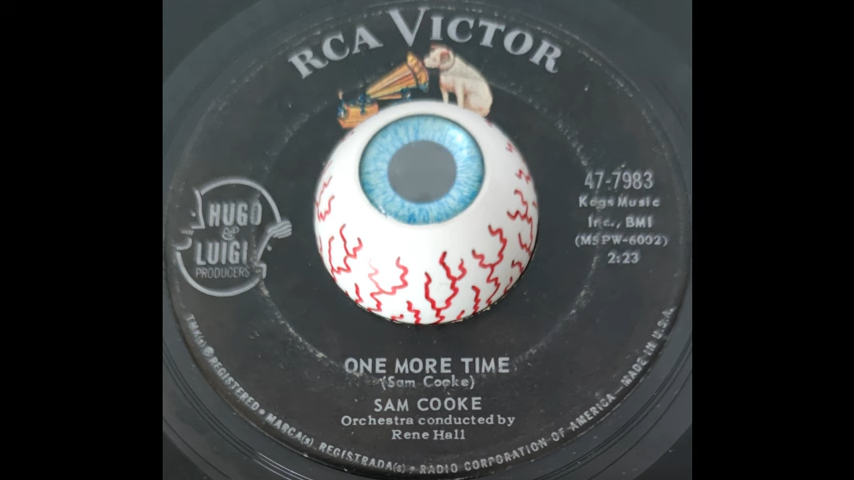 RCA VICTOR
HUGO
&
LUIGI
PRODUCERS
47-7983
Kags Music
Inc., BMI
(M5PW-6002)
2:23
ONE MORE TIME
(Sam Cooke)
SAM COOKE
Orchestra conducted by
Rene Hall
TMK(s) ® REGISTERED • MARCA(s) REGISTRADA(s) • RADIO CORPORATION OF AMERICA - MADE IN U.S.A.